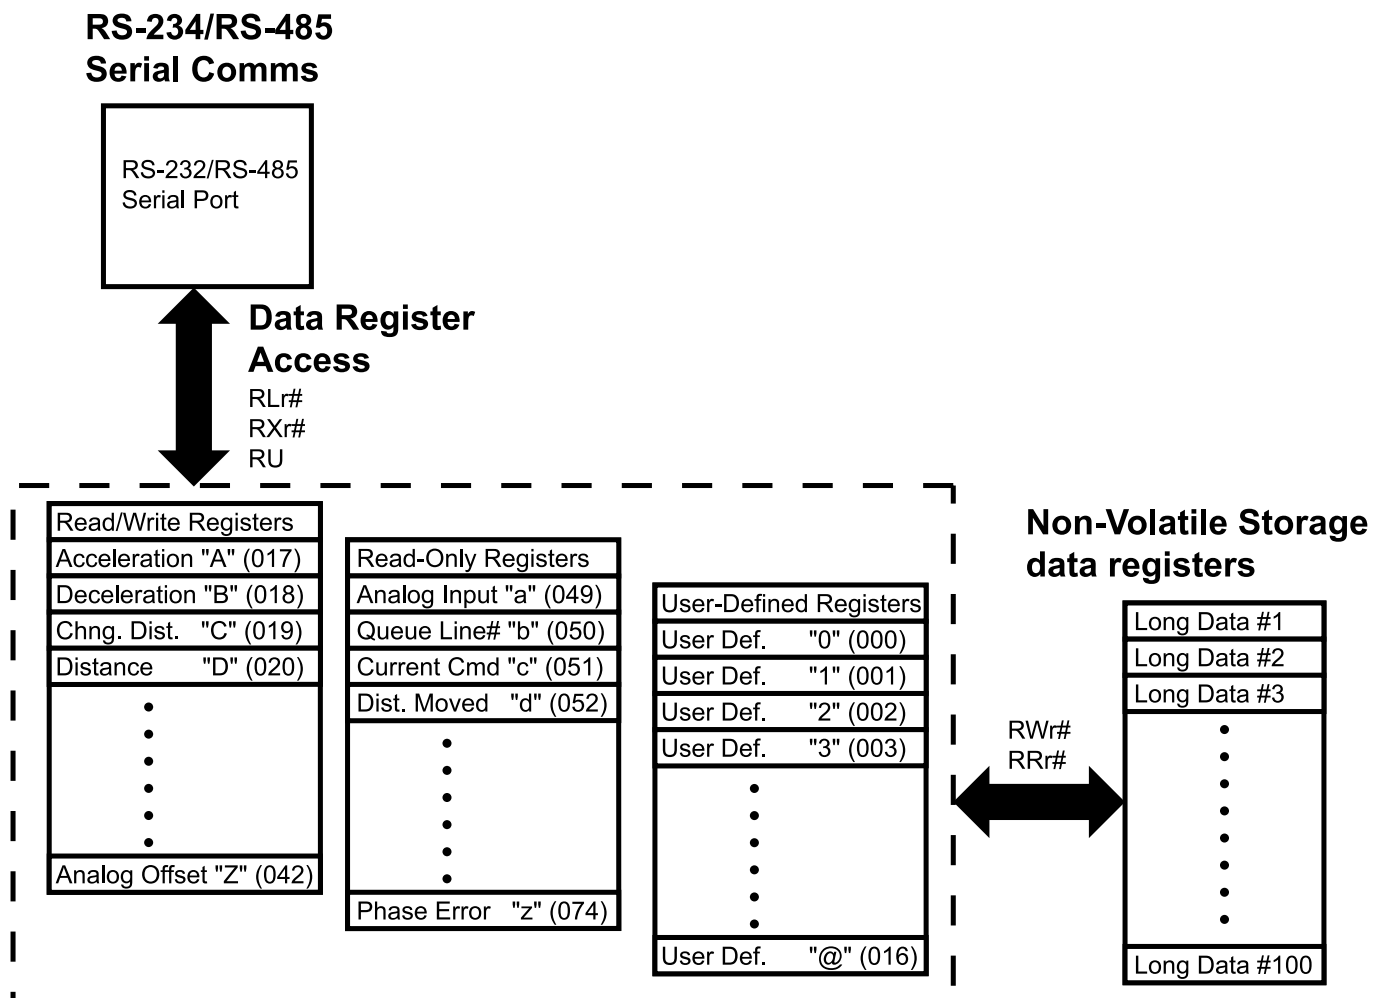 RS-234/RS-485
Serial Comms
RS-232/RS-485
Serial Port
Data Register
Access
RLr#
RXr#
RU
Read/Write Registers
Acceleration "A" (017)
Deceleration "B" (018)
Chng. Dist. "C" (019)
Distance "D" (020)
Analog Offset "Z" (042)
Read-Only Registers
Analog Input "a" (049)
Queue Line# "b" (050)
Current Cmd "c" (051)
Dist. Moved "d" (052)
Phase Error "z" (074)
User-Defined Registers
User Def. "0" (000)
User Def. "1" (001)
User Def. "2" (002)
User Def. "3" (003)
User Def. "@" (016)
RWr#
RRr#
Non-Volatile Storage
data registers
Long Data #1
Long Data #2
Long Data #3
Long Data #100